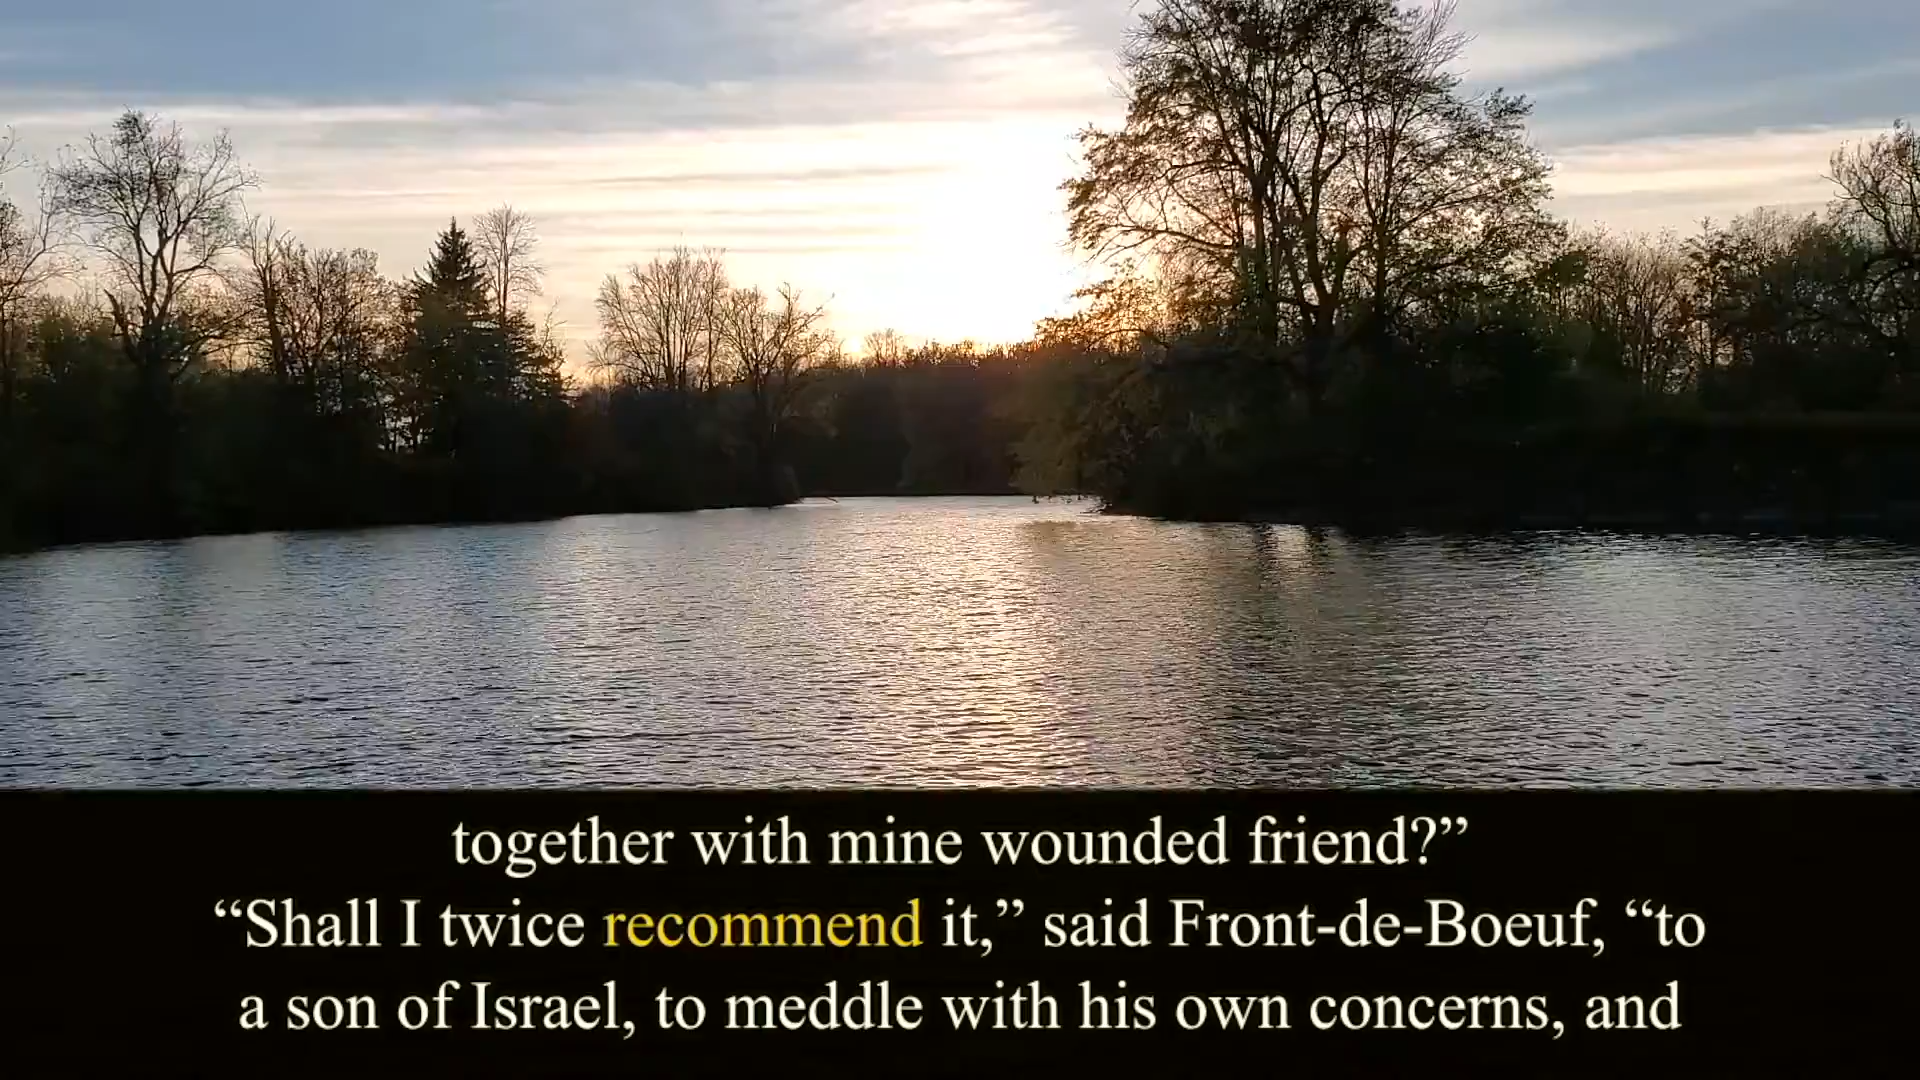 together with mine wounded friend?”
“Shall I twice recommend it,” said Front-de-Boeuf, “to
a son of Israel, to meddle with his own concerns, and